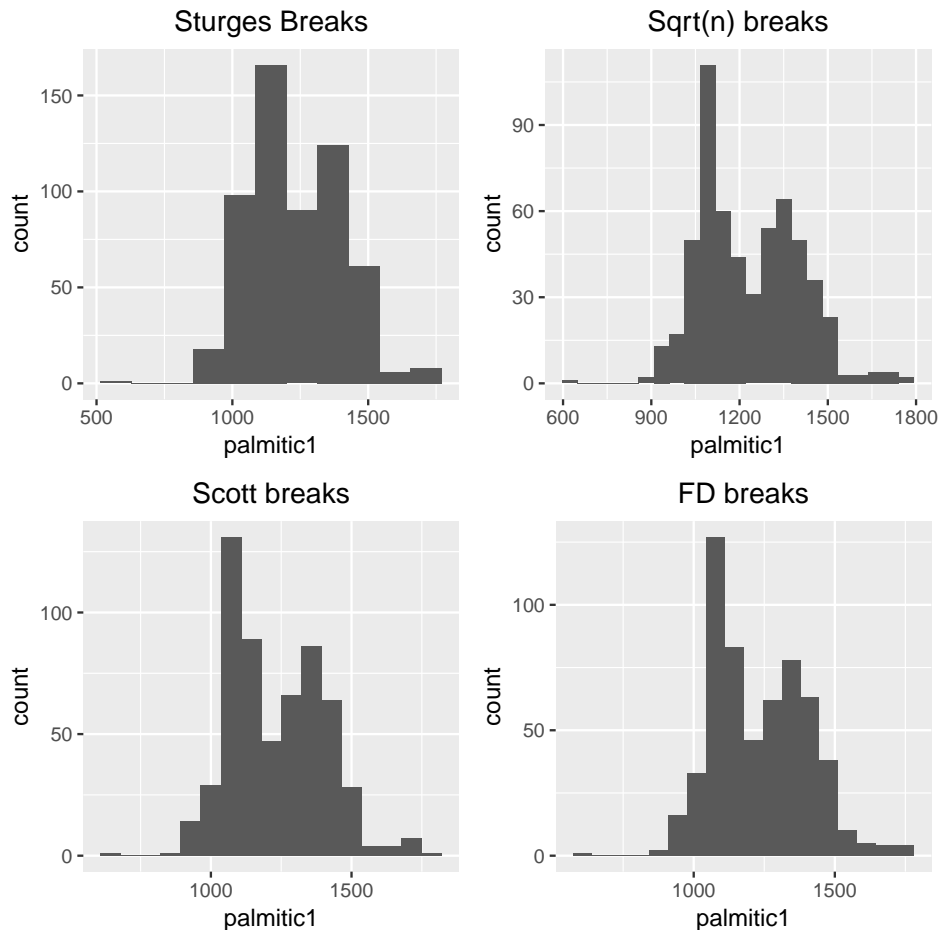 Sturges Breaks
150
100
50
0
count
500
1000
1500
palmitic1
Sqrt(n) breaks
90
60
30
0
count
600
900
1200
1500
1800
palmitic1
Scott breaks
100
50
0
count
1000
1500
palmitic1
FD breaks
100
50
0
count
1000
1500
palmitic1